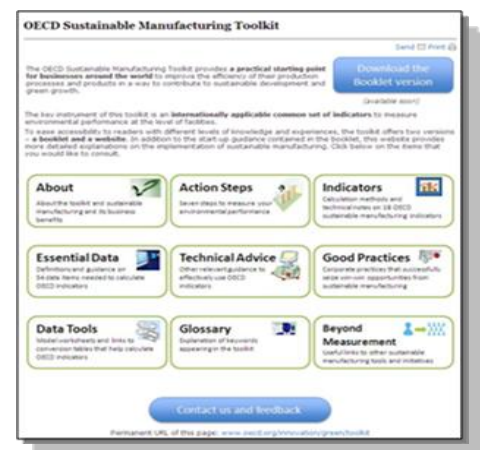 OECD Sustainable Manufacturing Toolkit
Send Print
The OECD Sustainable Manufacturing Toolkit provides a practical starting point
for businesses around the world to improve the efficiency of their production
processes and products in a way to contribute to sustainable development and
green growth.
Download the
Booklet version
(available soon)
The key instrument of this toolkit is an internationally applicable common set of indicators to measure
environmental performance at the level of facilities.
To ease accessibility to readers with different levels of knowledge and experiences, the toolkit offers two versions
- a booklet and a website. In addition to the start-up guidance contained in the booklet, this website provides
more detailed explanations on the implementation of sustainable manufacturing. Click below on the items that
you would like to consult.
About
About the toolkit and sustainable
manufacturing and its business
benefits
Action Steps
Seven steps to measure your
environmental performance
Indicators
Calculation methods and
technical notes on 18 OECD
sustainable manufacturing indicators
Essential Data
Definitions and guidance on
34 data items needed to calculate
OECD indicators
Technical Advice
Other relevant guidance to
effectively use OECD
indicators
Good Practices
Corporate practices that successfully
seize win-win opportunities from
sustainable manufacturing
Data Tools
Model worksheets and links to
conversion tables that help calculate
OECD indicators
Glossary
Explanation of keywords
appearing in the toolkit
Beyond
Measurement
Useful links to other sustainable
manufacturing tools and initiatives
Contact us and feedback
Permanent URL of this page: www.oecd.org/innovation/green/toolkit